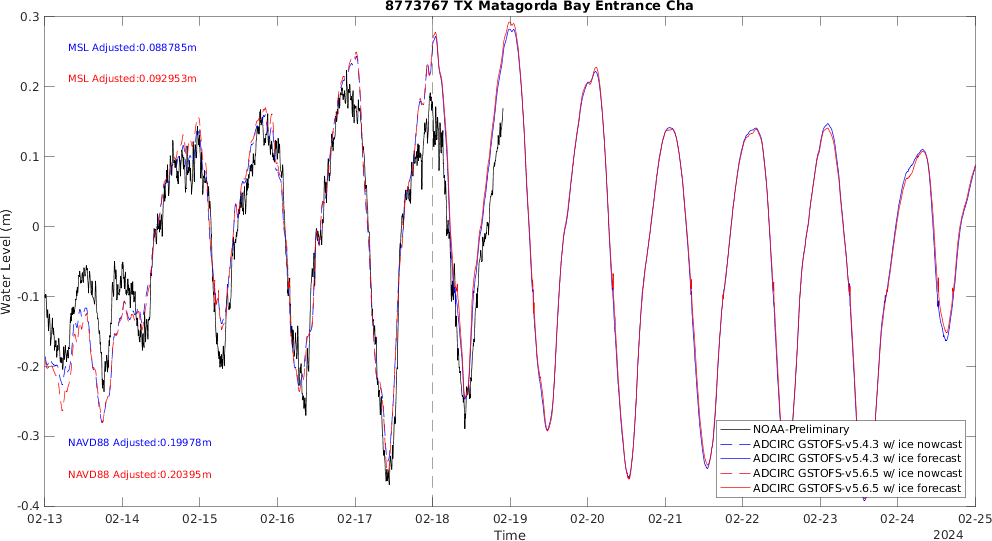 8773767 TX Matagorda Bay Entrance Cha
0.3
0.2
0.1
0
-0.1
-0.2
-0.3
-0.4
Water Level (m)
MSL Adjusted:0.088785m
MSL Adjusted:0.092953m
NAVD88 Adjusted:0.19978m
NAVD88 Adjusted:0.20395m
NOAA-Preliminary
ADCIRC GSTOFS-v5.4.3 w/ ice nowcast
ADCIRC GSTOFS-v5.4.3 w/ ice forecast
ADCIRC GSTOFS-v5.6.5 w/ ice nowcast
ADCIRC GSTOFS-v5.6.5 w/ ice forecast
02-13 02-14 02-15 02-16 02-17 02-18 02-19 02-20 02-21 02-22 02-23 02-24 02-25
Time
2024